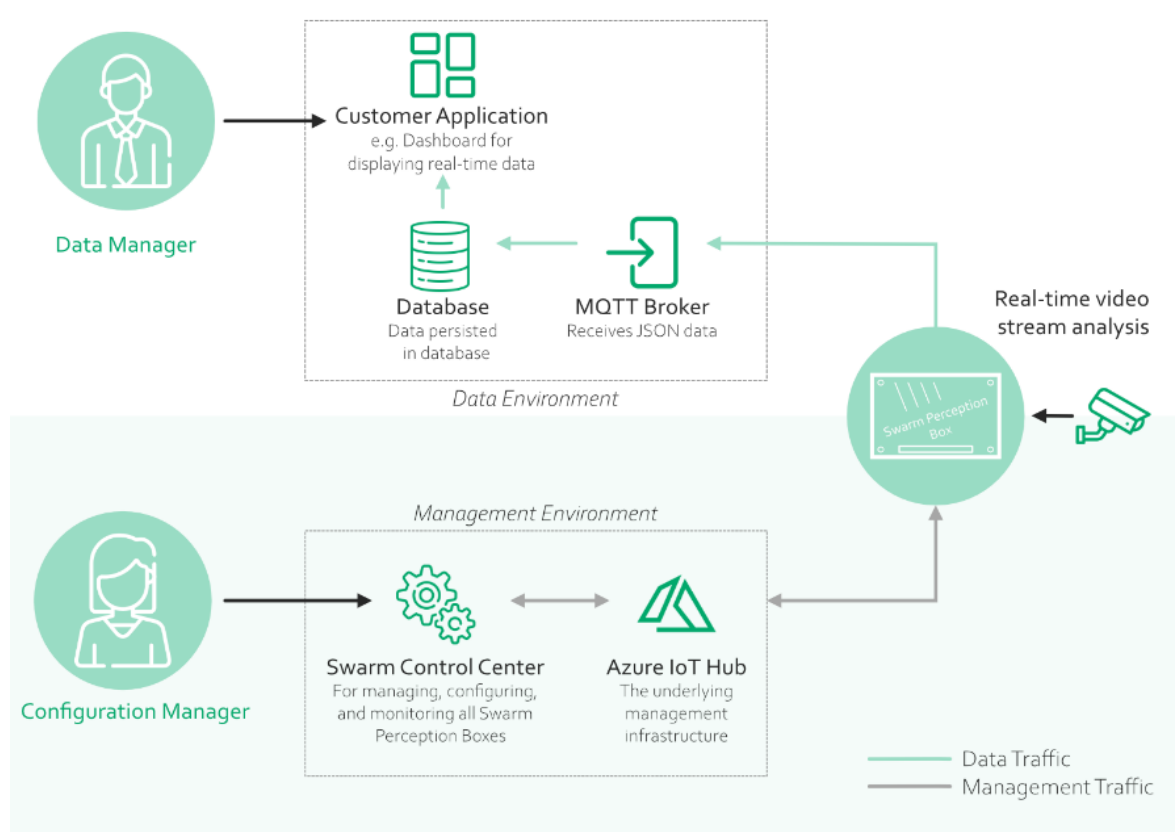 Customer Application
e.g. Dashboard for
displaying real-time data
Data Manager
Database
Data persisted
in database
MQTT Broker
Receives JSON data
Data Environment
Real-time video
stream analysis
Swarm Perception
Box
Management Environment
Configuration Manager
Swarm Control Center
For managing, configuring,
and monitoring all Swarm
Perception Boxes
Azure IoT Hub
The underlying
management
infrastructure
Data Traffic
Management Traffic